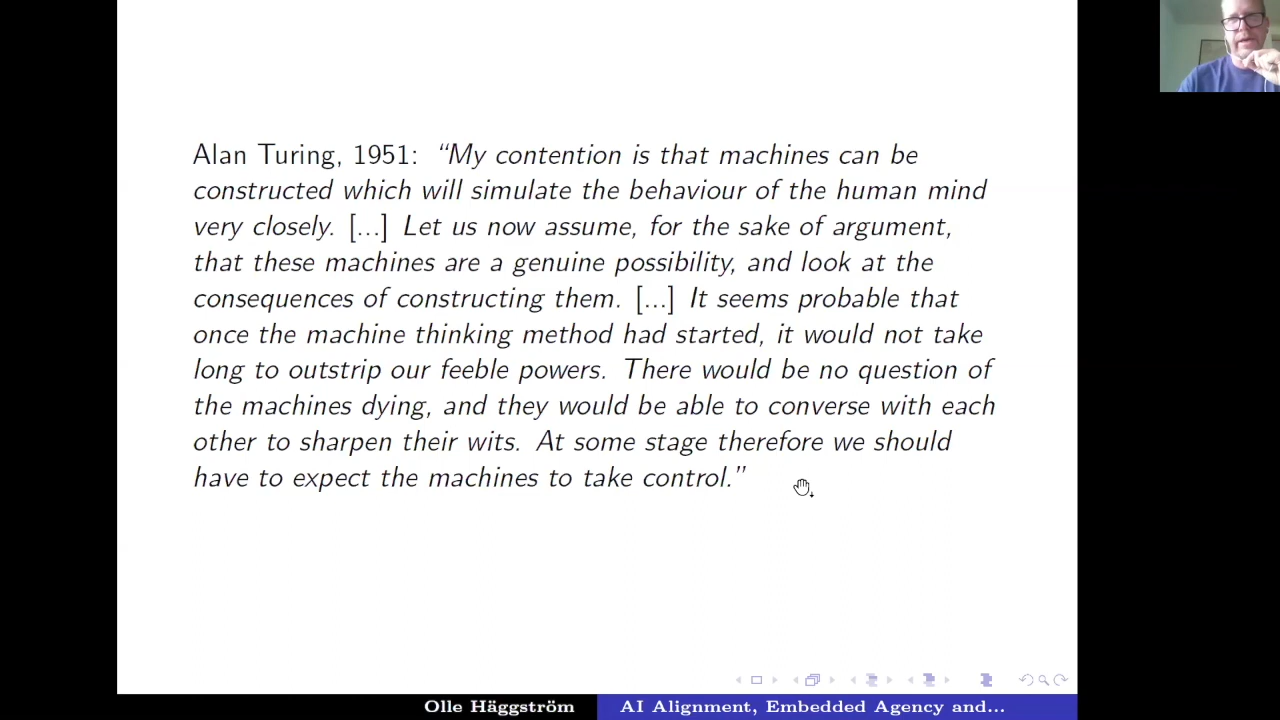 Alan Turing, 1951: “My contention is that machines can be
constructed which will simulate the behaviour of the human mind
very closely. [...] Let us now assume, for the sake of argument,
that these machines are a genuine possibility, and look at the
consequences of constructing them. [...] It seems probable that
once the machine thinking method had started, it would not take
long to outstrip our feeble powers. There would be no question of
the machines dying, and they would be able to converse with each
other to sharpen their wits. At some stage therefore we should
have to expect the machines to take control.”
Olle Häggström
AI Alignment, Embedded Agency and...